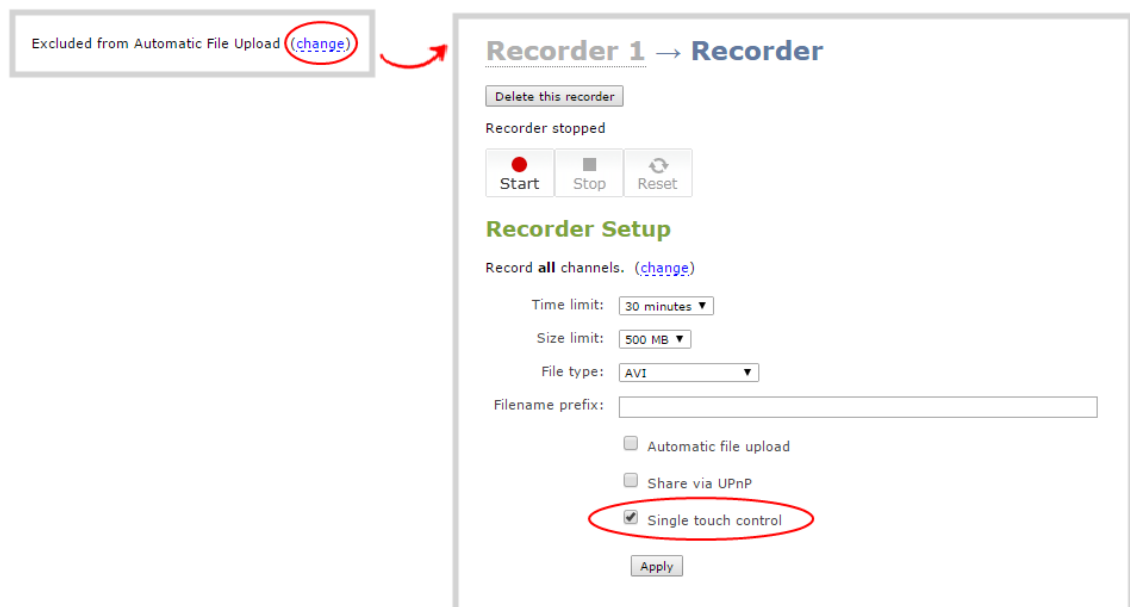 Excluded from Automatic File Upload (change)
Recorder 1 → Recorder
Delete this recorder
Recorder stopped
Start Stop Reset
Recorder Setup
Record all channels. (change)
Time limit: 30 minutes ▼
Size limit: 500 MB ▼
File type: AVI ▼
Filename prefix:
Automatic file upload
Share via UPnP
Single touch control
Apply